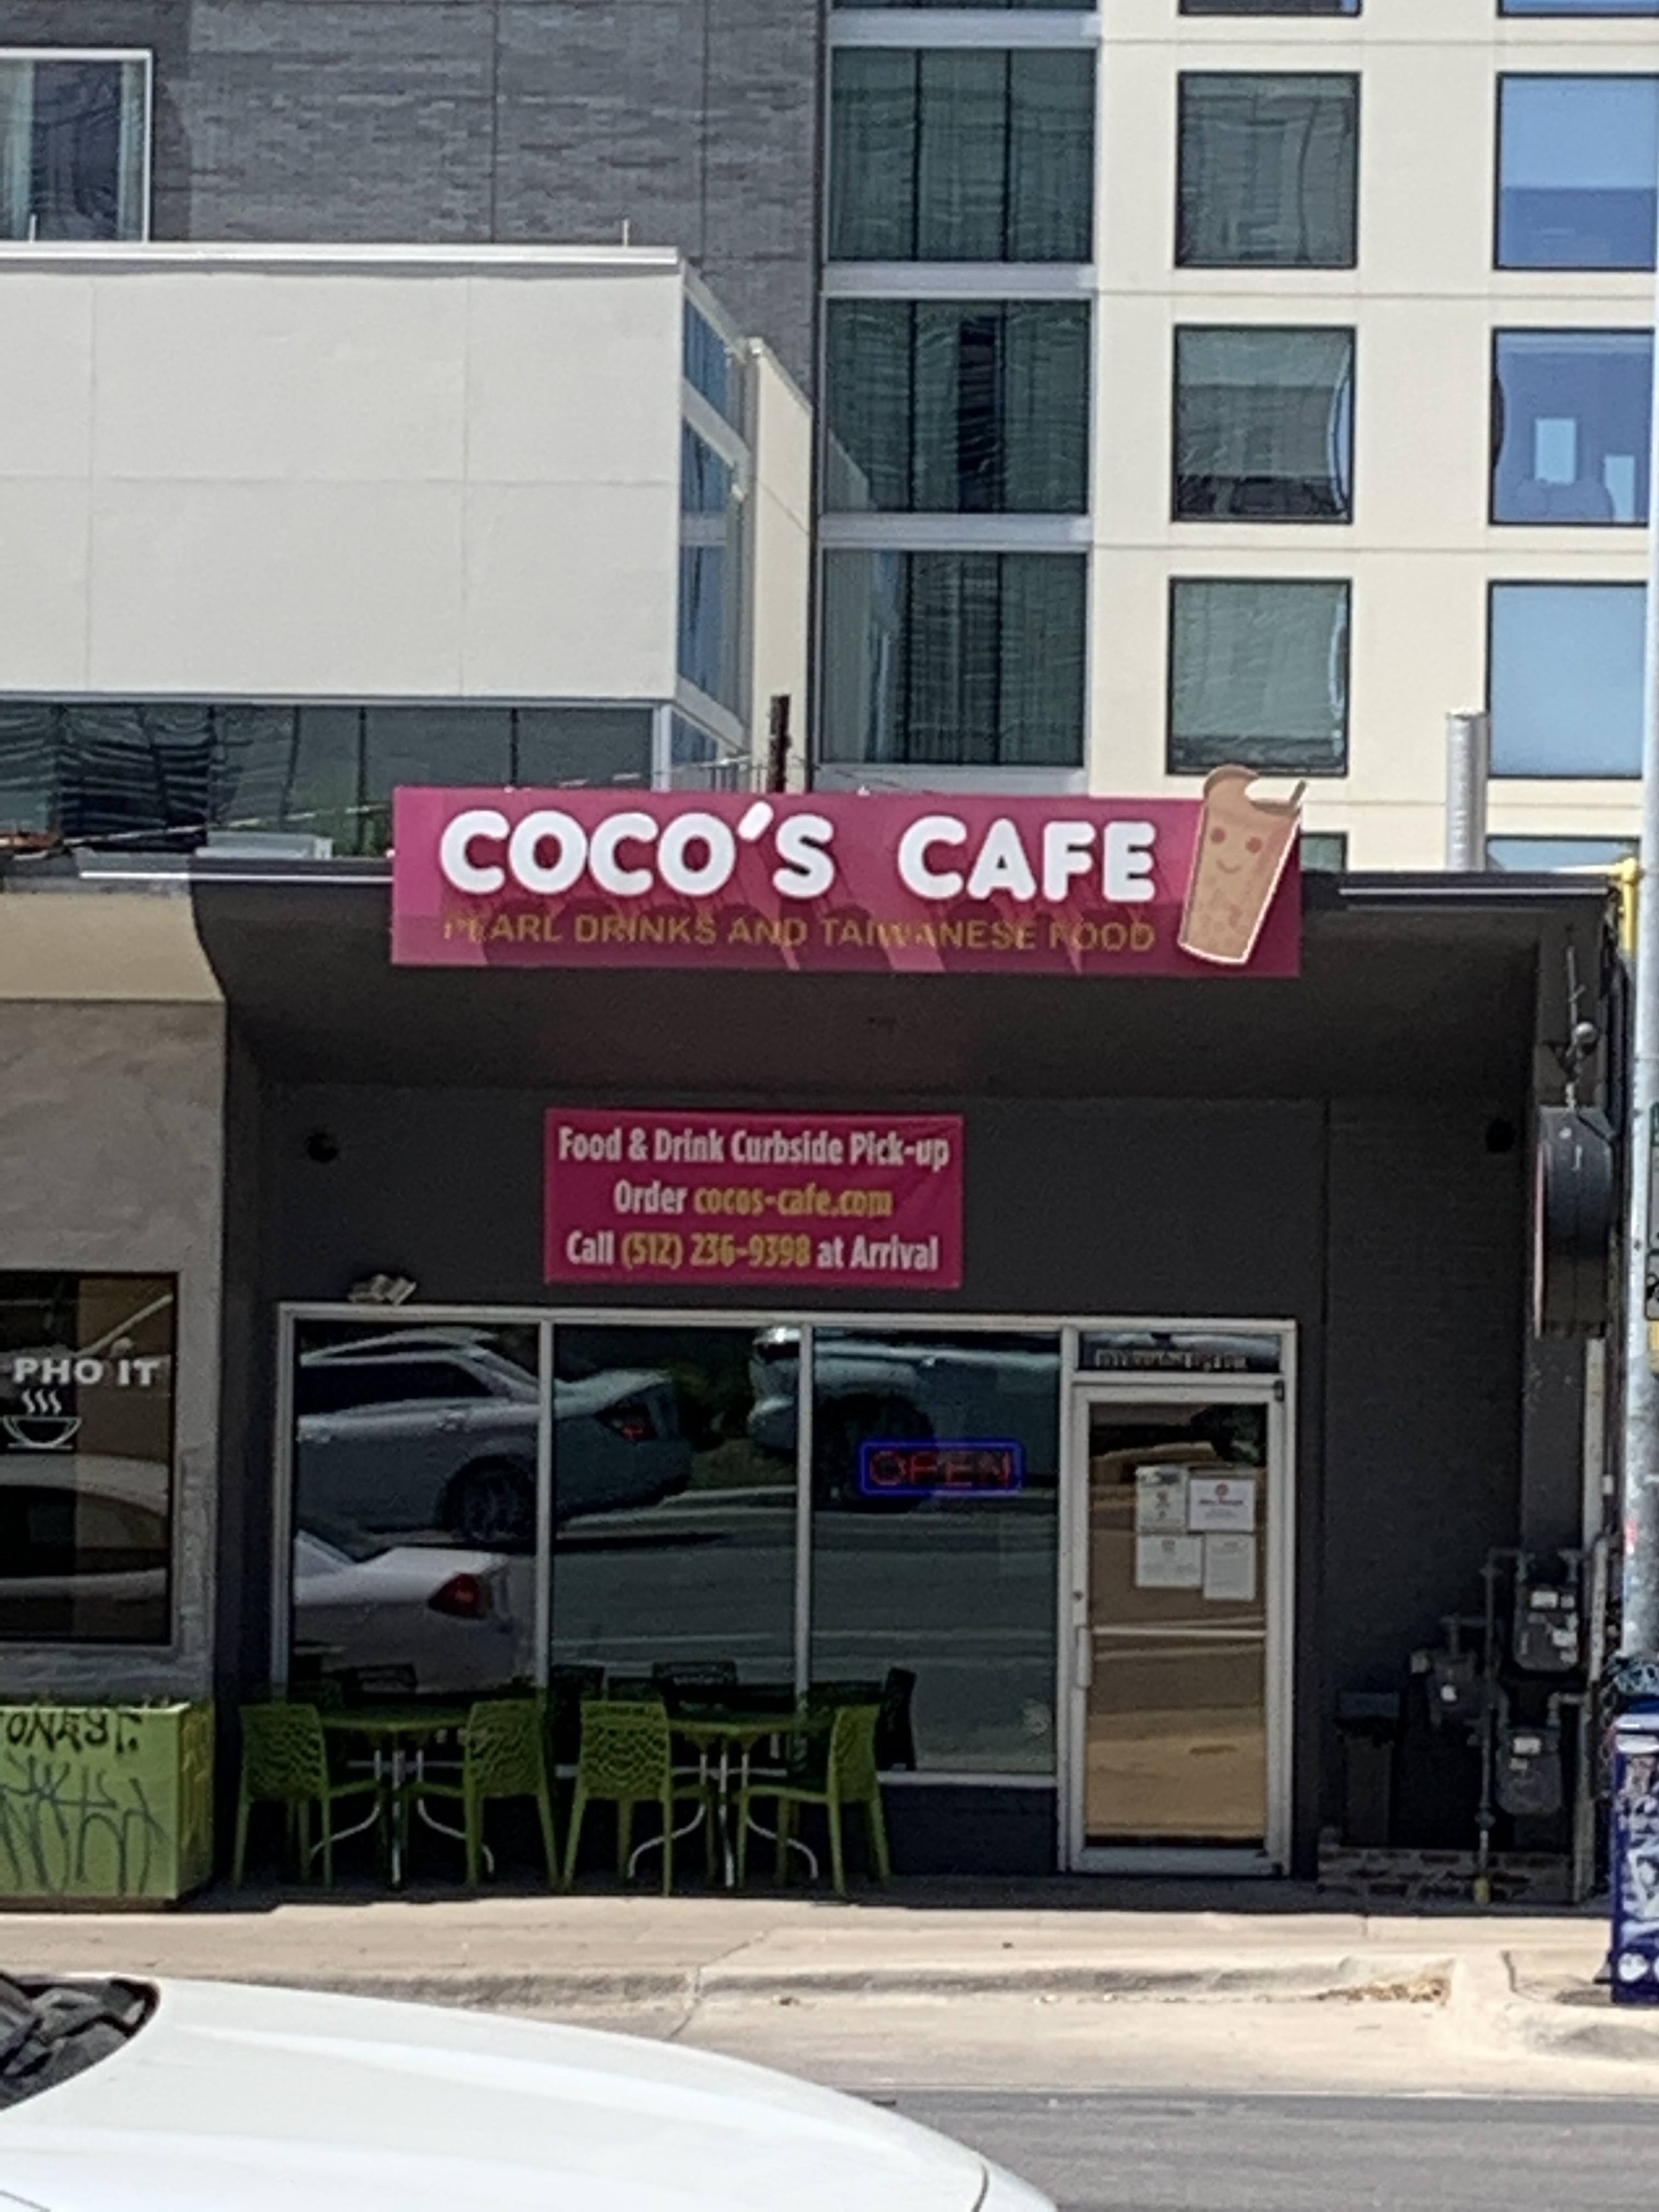 COCO'S CAFE
PEARL DRINKS AND TAIWANESE FOOD
Food & Drink Curbside Pick-up
Order cocos-cafe.com
Call (512) 236-9398 at Arrival
PHO IT
OPEN